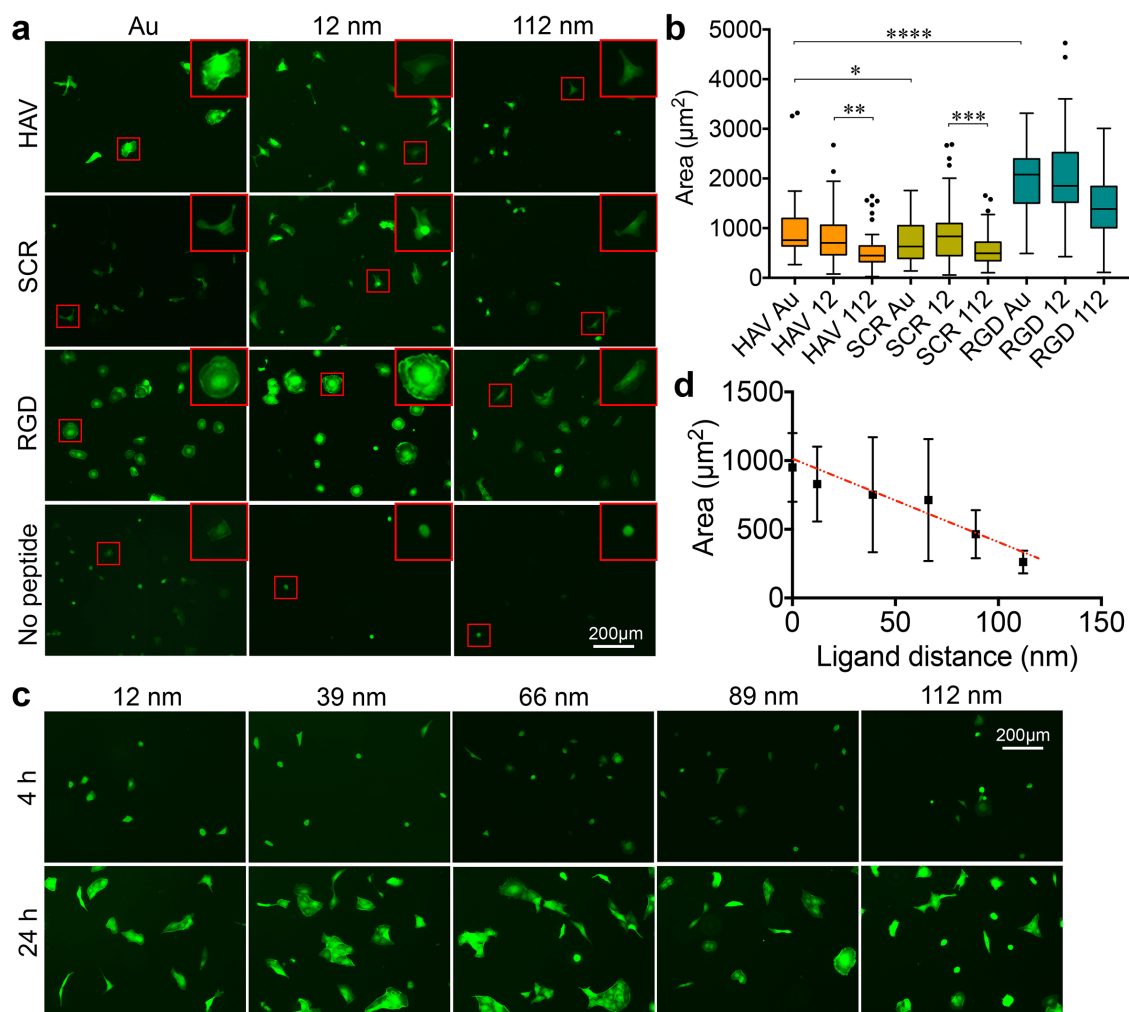 a
Au 12 nm 112 nm
HAV
SCR
RGD
No peptide
200µm
b
Area (µm²)
5000
4000
3000
2000
1000
0
****
*
**
***
HAV Au HAV 12 HAV 112 SCR Au SCR 12 SCR 112 RGD Au RGD 12 RGD 112
d
Area (µm²)
1500
1000
500
0
0 50 100 150
Ligand distance (nm)
c
12 nm 39 nm 66 nm 89 nm 112 nm
4 h
200µm
24 h